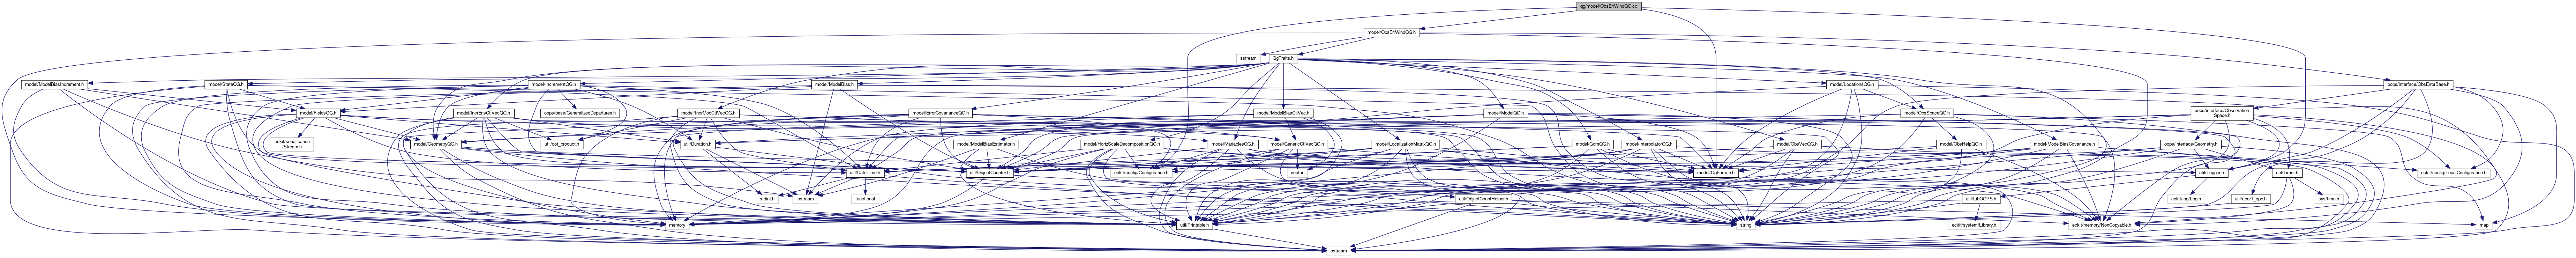 qg/model/ObsErrWindQG.cc
model/ObsErrWindQG.h
sstream
QgTraits.h
model/ModelBiasIncrement.h
model/StateQG.h
model/IncrementQG.h
model/ModelBias.h
model/LocationsQG.h
oops/interface/ObsErrorBase.h
model/FieldsQG.h
model/IncrEnsCtlVecQG.h
oops/base/GeneralizedDepartures.h
model/IncrModCtlVecQG.h
model/ErrorCovarianceQG.h
model/ModelBiasCtlVec.h
model/ModelQG.h
model/ObsSpaceQG.h
oops/interface/Observation
Space.h
eckit/serialisation
/Stream.h
model/GeometryQG.h
util/dot_product.h
util/Duration.h
model/ModelBiasEstimator.h
model/HorizScaleDecompositionQG.h
model/VariablesQG.h
model/GenericCtlVecQG.h
model/LocalizationMatrixQG.h
model/GomQG.h
model/InterpolatorQG.h
model/ObsVecQG.h
model/ObsHelpQG.h
model/ModelBiasCovariance.h
oops/interface/Geometry.h
util/DateTime.h
util/ObjectCounter.h
eckit/config/Configuration.h
vector
model/QgFortran.h
util/Logger.h
util/Timer.h
eckit/config/LocalConfiguration.h
stdint.h
iostream
functional
util/ObjectCountHelper.h
util/LibOOPS.h
eckit/log/Log.h
util/abor1_cpp.h
sys/time.h
memory
util/Printable.h
string
eckit/system/Library.h
eckit/memory/NonCopyable.h
map
ostream